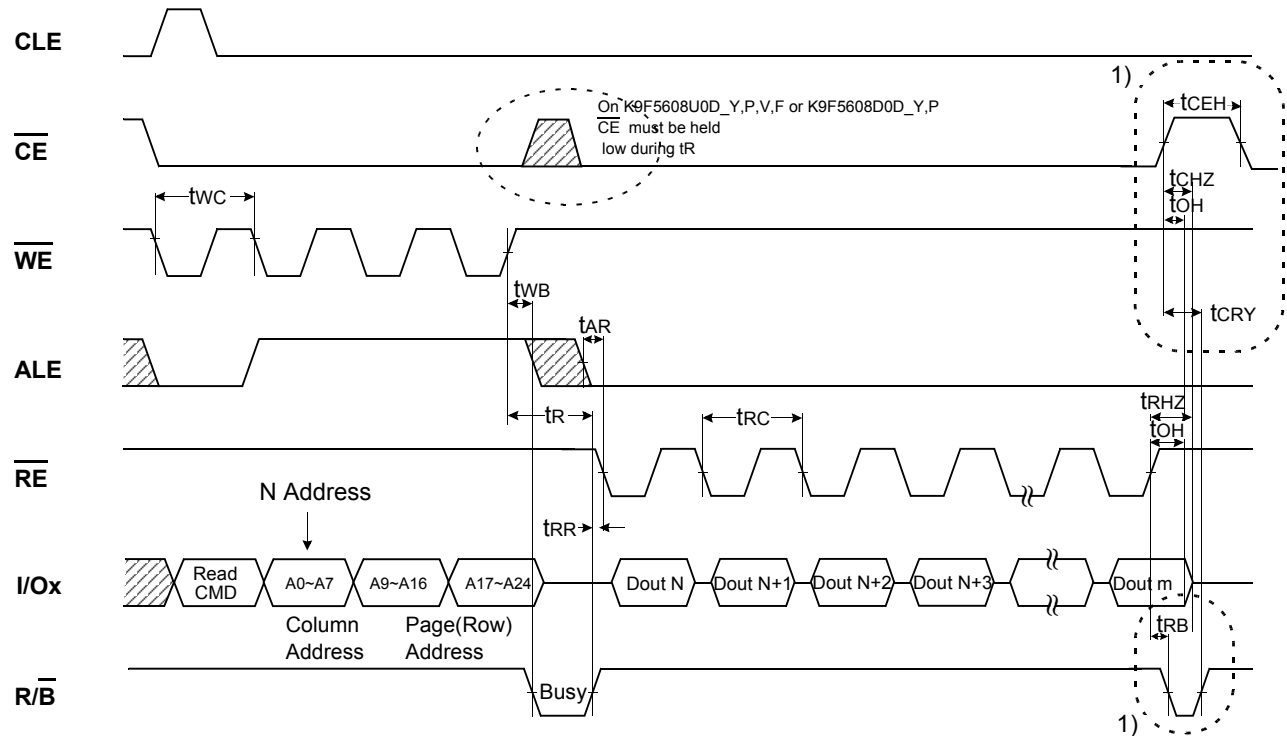 CLE
1)
tCEH
On K9F5608U0D_Y,P,V,F or K9F5608D0D_Y,P
CE must be held
low during tR
CE
tCHZ
tOH
tWC
WE
tWB
tCRY
tAR
ALE
tR
tRC
tRHZ
tOH
RE
N Address
tRR
I/Ox
Read
CMD
A0~A7
A9~A16
A17~A24
Dout N
Dout N+1
Dout N+2
Dout N+3
Dout m
Column
Address
Page(Row)
Address
tRB
R/B
Busy
1)